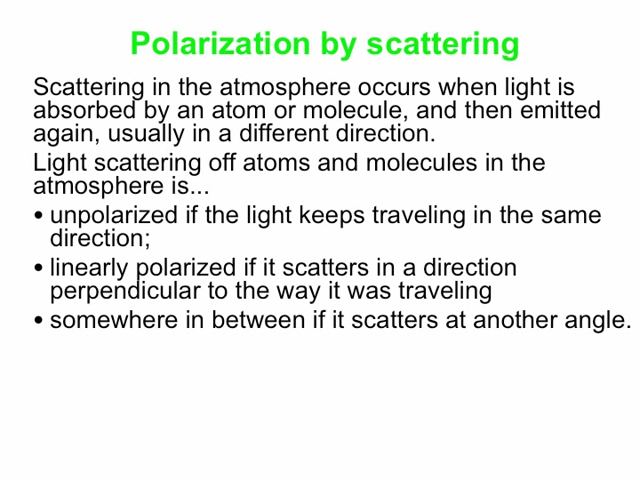 Polarization by scattering
Scattering in the atmosphere occurs when light is
absorbed by an atom or molecule, and then emitted
again, usually in a different direction.
Light scattering off atoms and molecules in the
atmosphere is...
• unpolarized if the light keeps traveling in the same
direction;
• linearly polarized if it scatters in a direction
perpendicular to the way it was traveling
• somewhere in between if it scatters at another angle.